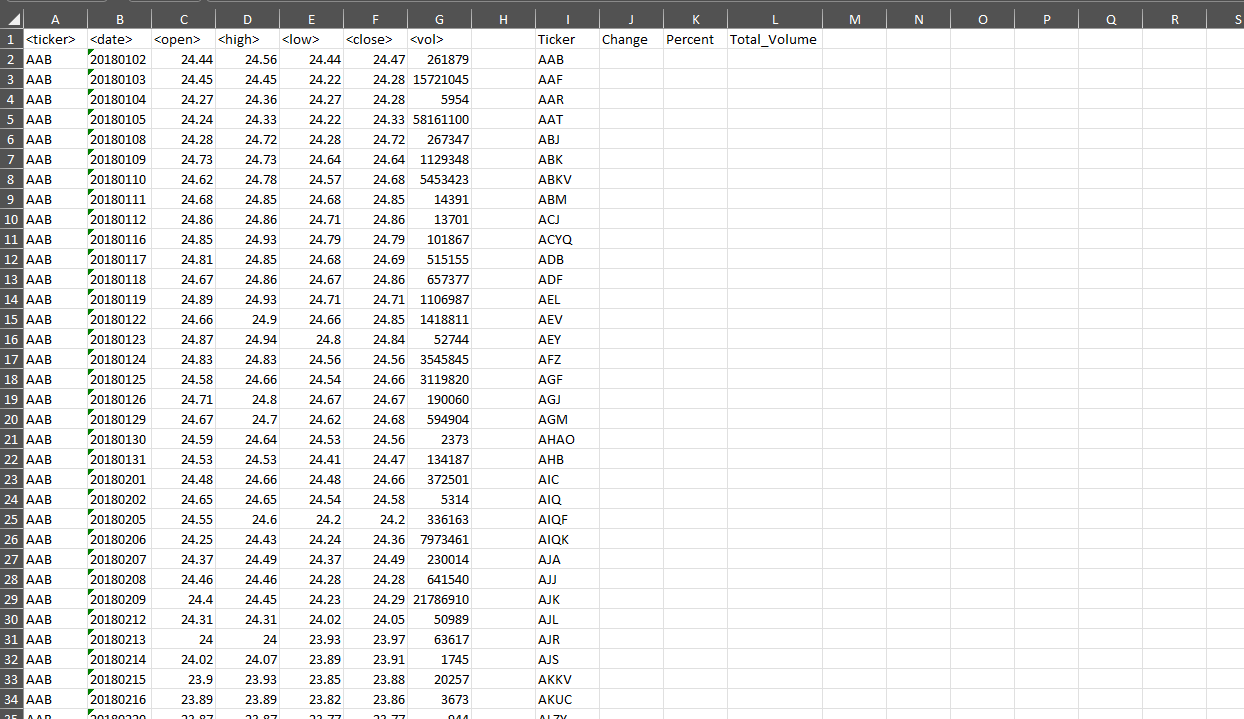 A B C D E F G H I J K L M N O P Q R S
1 <ticker> <date> <open> <high> <low> <close> <vol> Ticker Change Percent Total_Volume
2 AAB 20180102 24.44 24.56 24.44 24.47 261879 AAB
3 AAB 20180103 24.45 24.45 24.22 24.28 15721045 AAF
4 AAB 20180104 24.27 24.36 24.27 24.28 5954 AAR
5 AAB 20180105 24.24 24.33 24.22 24.33 58161100 AAT
6 AAB 20180108 24.28 24.72 24.28 24.72 267347 ABJ
7 AAB 20180109 24.73 24.73 24.64 24.64 1129348 ABK
8 AAB 20180110 24.62 24.78 24.57 24.68 5453423 ABKV
9 AAB 20180111 24.68 24.85 24.68 24.85 14391 ABM
10 AAB 20180112 24.86 24.86 24.71 24.86 13701 ACJ
11 AAB 20180116 24.85 24.93 24.79 24.79 101867 ACYQ
12 AAB 20180117 24.81 24.85 24.68 24.69 515155 ADB
13 AAB 20180118 24.67 24.86 24.67 24.86 657377 ADF
14 AAB 20180119 24.89 24.93 24.71 24.71 1106987 AEL
15 AAB 20180122 24.66 24.9 24.66 24.85 1418811 AEV
16 AAB 20180123 24.87 24.94 24.8 24.84 52744 AEY
17 AAB 20180124 24.83 24.83 24.56 24.56 3545845 AFZ
18 AAB 20180125 24.58 24.66 24.54 24.66 3119820 AGF
19 AAB 20180126 24.71 24.8 24.67 24.67 190060 AGJ
20 AAB 20180129 24.67 24.7 24.62 24.68 594904 AGM
21 AAB 20180130 24.59 24.64 24.53 24.56 2373 AHAO
22 AAB 20180131 24.53 24.53 24.41 24.47 134187 AHB
23 AAB 20180201 24.48 24.66 24.48 24.66 372501 AIC
24 AAB 20180202 24.65 24.65 24.54 24.58 5314 AIQ
25 AAB 20180205 24.55 24.6 24.2 24.2 336163 AIQF
26 AAB 20180206 24.25 24.43 24.24 24.36 7973461 AIQK
27 AAB 20180207 24.37 24.49 24.37 24.49 230014 AJA
28 AAB 20180208 24.46 24.46 24.28 24.28 641540 AJJ
29 AAB 20180209 24.4 24.45 24.23 24.29 21786910 AJK
30 AAB 20180212 24.31 24.31 24.02 24.05 50989 AJL
31 AAB 20180213 24 24 23.93 23.97 63617 AJR
32 AAB 20180214 24.02 24.07 23.89 23.91 1745 AJS
33 AAB 20180215 23.9 23.93 23.85 23.88 20257 AKKV
34 AAB 20180216 23.89 23.89 23.82 23.86 3673 AKUC